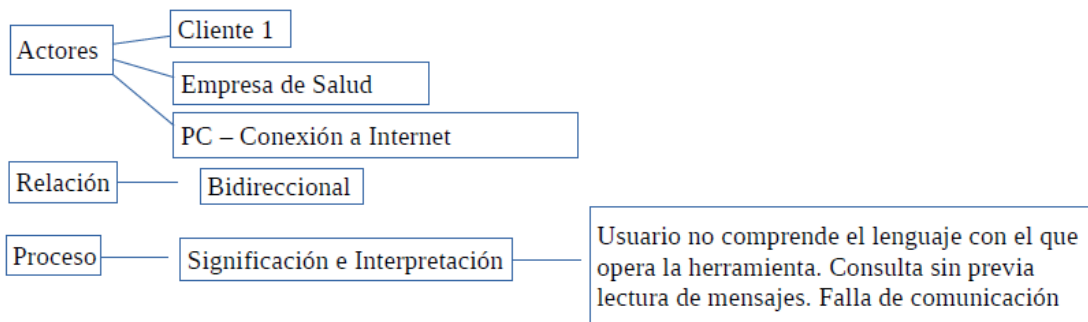 Actores
Cliente 1
Empresa de Salud
PC – Conexión a Internet
Relación
Bidireccional
Proceso
Significación e Interpretación
Usuario no comprende el lenguaje con el que
opera la herramienta. Consulta sin previa
lectura de mensajes. Falla de comunicación